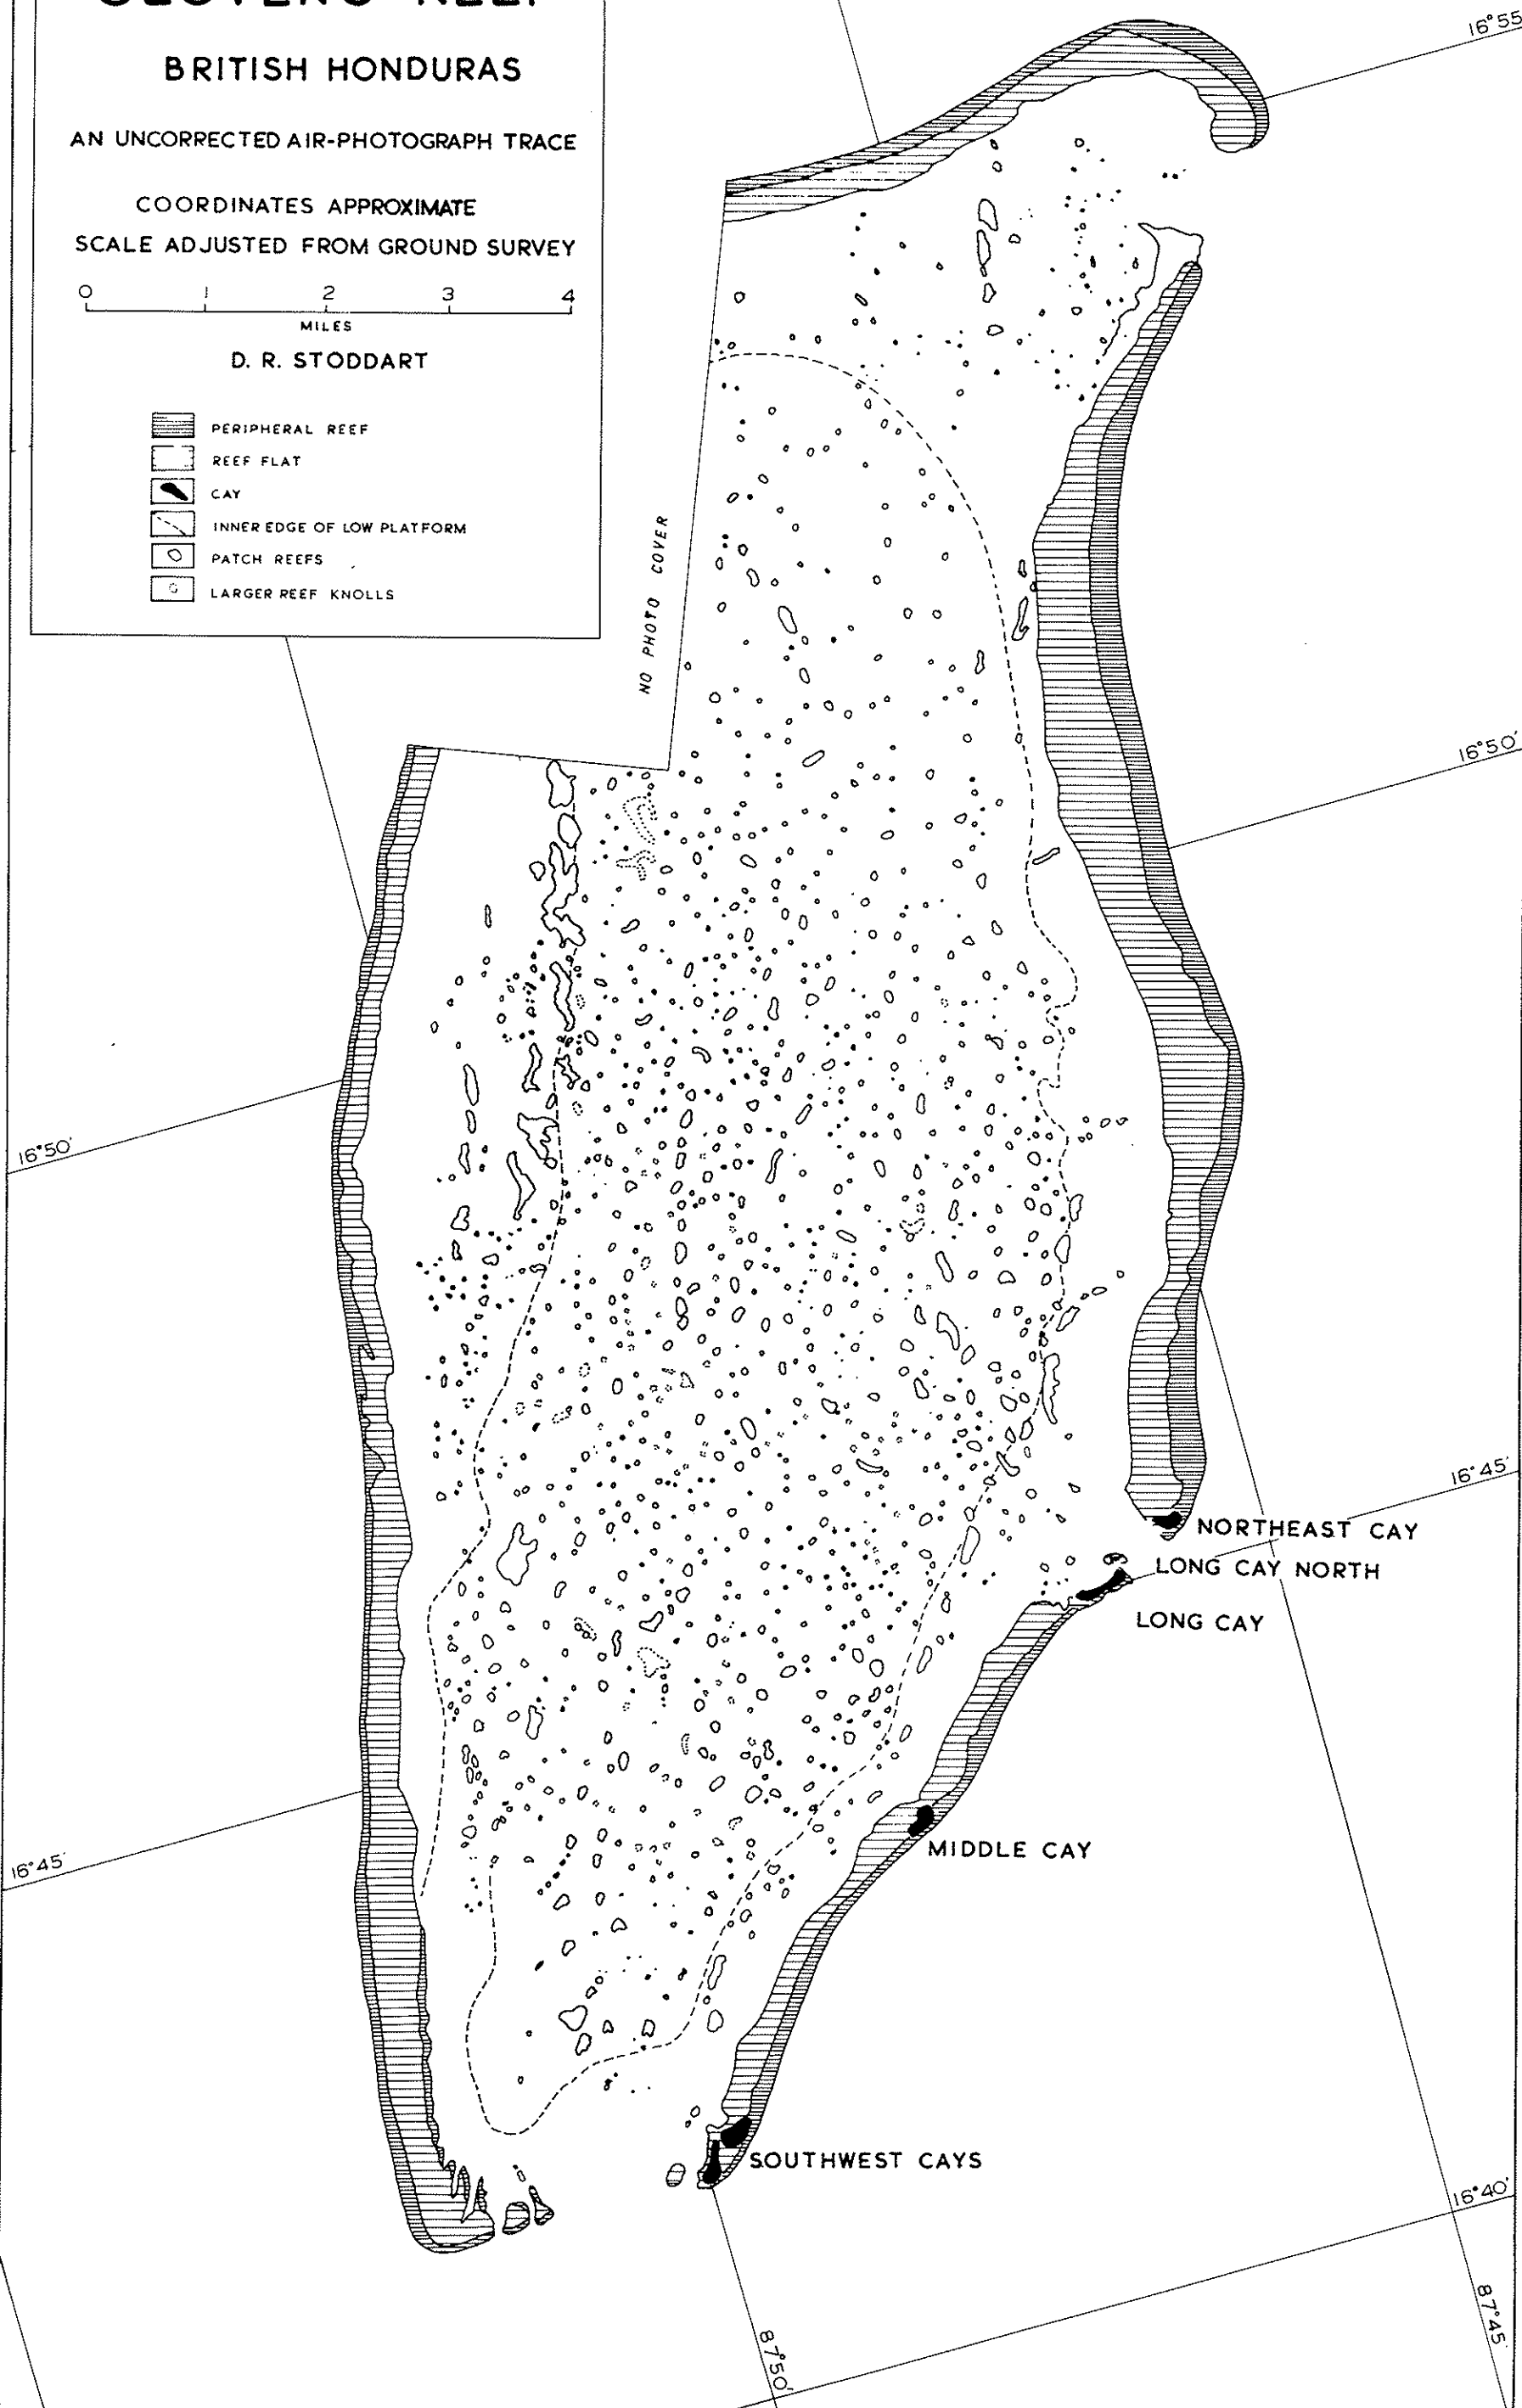 BRITISH HONDURAS
AN UNCORRECTED AIR-PHOTOGRAPH TRACE
COORDINATES APPROXIMATE
SCALE ADJUSTED FROM GROUND SURVEY
0 1 2 3 4
MILES
D. R. STODDART
PERIPHERAL REEF
REEF FLAT
CAY
INNER EDGE OF LOW PLATFORM
PATCH REEFS
LARGER REEF KNOLLS
16°55
NO PHOTO COVER
16°50'
16°50'
16°45'
NORTHEAST CAY
LONG CAY NORTH
LONG CAY
MIDDLE CAY
16°45'
SOUTHWEST CAYS
16°40'
87°50'
87°45'